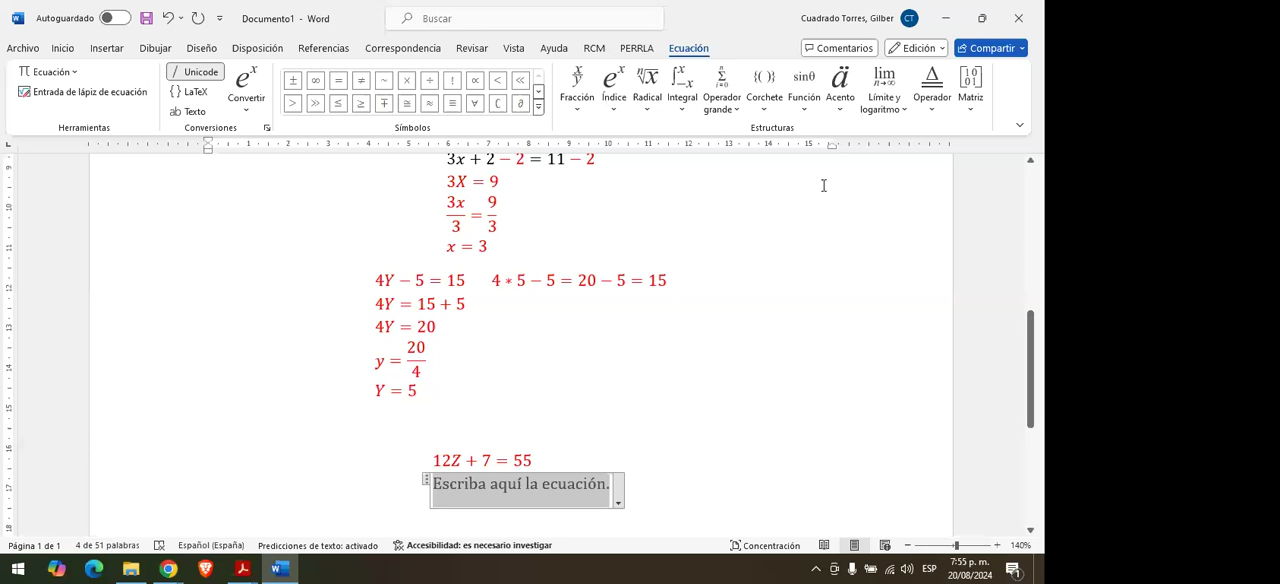 Autoguardado
Documento1 - Word
Buscar
Cuadrado Torres, Gilber
CT
Archivo Inicio Insertar Dibujar Diseño Disposición Referencias Correspondencia Revisar Vista Ayuda RCM PERRLA Ecuación
Comentarios Edición Compartir
Ecuación
Entrada de lápiz de ecuación
Herramientas
Unicode
LaTeX
ab Texto
Convertir
Conversiones
± ∞ = ≠ ~ × ÷ ! ∝ < ≪
> ≫ ≤ ≥ ∓ ≅ ≈ ≡ ∀ ∁ ∂
Símbolos
Fracción Índice Radical Integral Operador grande Corchete Función Acento Límite y logaritmo Operador Matriz
Estructuras
3x + 2 − 2 = 11 − 2
3X = 9
3x/3 = 9/3
x = 3
4Y − 5 = 15 4 ∗ 5 − 5 = 20 − 5 = 15
4Y = 15 + 5
4Y = 20
y = 20/4
Y = 5
12Z + 7 = 55
Escriba aquí la ecuación.
Página 1 de 1 4 de 51 palabras Español (España) Predicciones de texto: activado Accesibilidad: es necesario investigar Concentración 140%
ESP
7:55 p. m.
20/08/2024